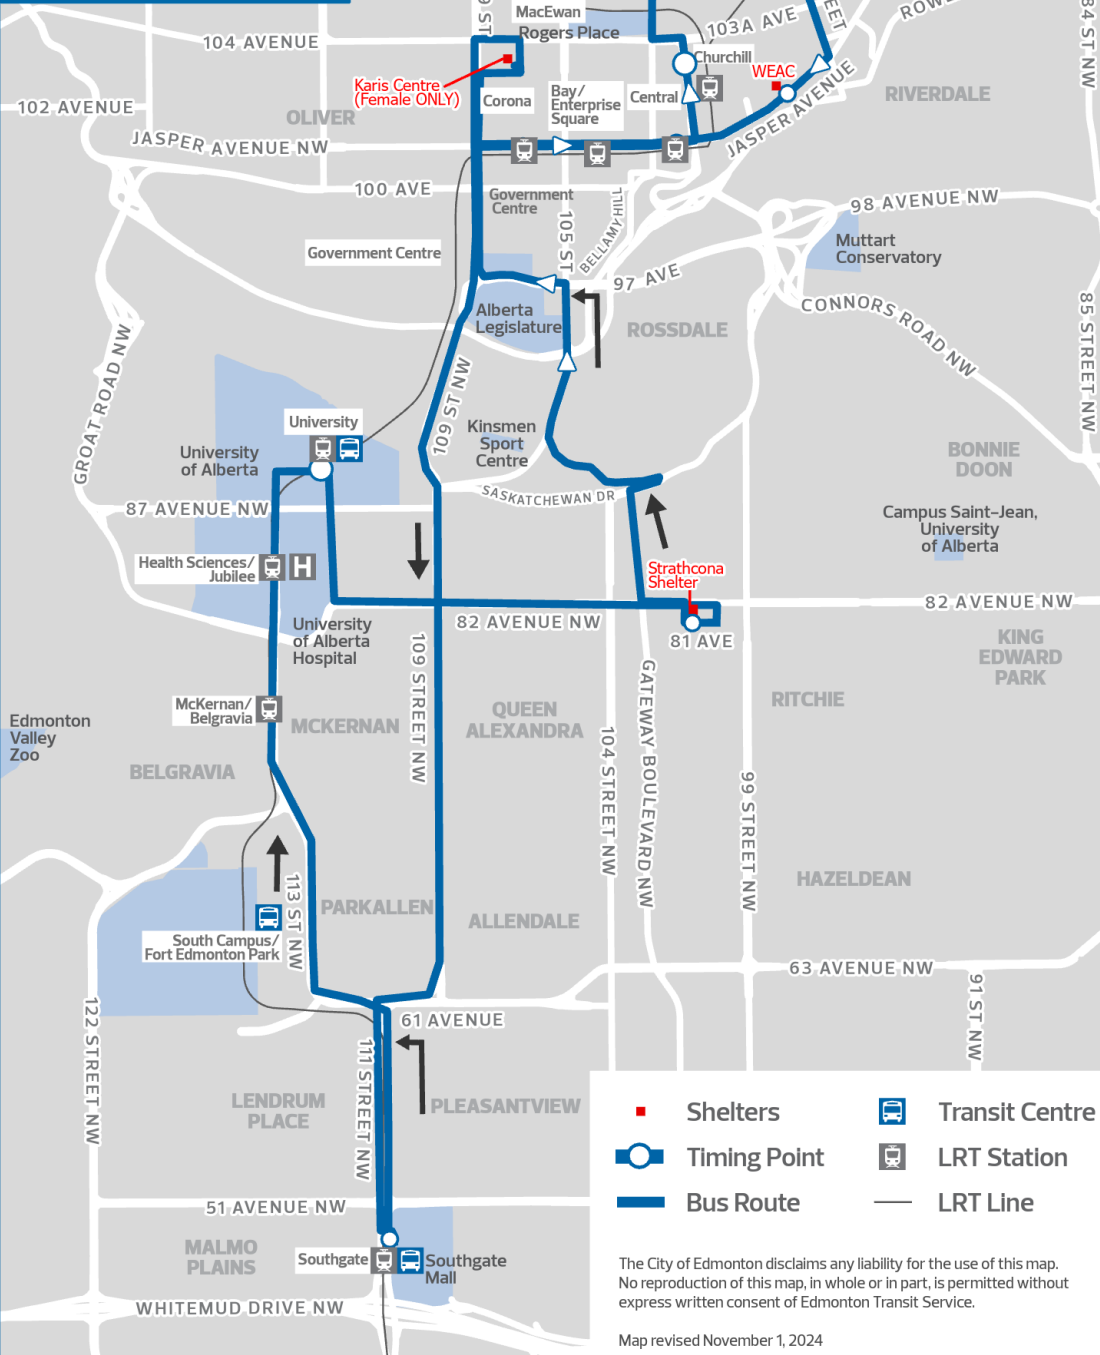 9 ST
MacEwan
Rogers Place
103A AVE
STREET
ROWL
84 ST NW
104 AVENUE
Churchill
WEAC
Karis Centre
(Female ONLY)
Corona
Bay/
Enterprise
Square
Central
102 AVENUE
OLIVER
RIVERDALE
JASPER AVENUE NW
JASPER AVENUE
100 AVE
Government
Centre
BELLAMY HILL
98 AVENUE NW
105 ST
Muttart
Conservatory
Government Centre
97 AVE
CONNORS ROAD NW
85 STREET NW
Alberta
Legislature
ROSSDALE
GROAT ROAD NW
109 ST NW
University
Kinsmen
Sport
Centre
University
of Alberta
BONNIE
DOON
SASKATCHEWAN DR
87 AVENUE NW
Campus Saint-Jean,
University
of Alberta
Health Sciences/
Jubilee
H
Strathcona
Shelter
82 AVENUE NW
82 AVENUE NW
University
of Alberta
Hospital
81 AVE
KING
EDWARD
PARK
109 STREET NW
GATEWAY BOULEVARD NW
McKernan/
Belgravia
RITCHIE
QUEEN
ALEXANDRA
MCKERNAN
Edmonton
Valley
Zoo
104 STREET NW
BELGRAVIA
99 STREET NW
113 ST NW
HAZELDEAN
PARKALLEN
ALLENDALE
South Campus/
Fort Edmonton Park
63 AVENUE NW
91 ST NW
122 STREET NW
61 AVENUE
111 STREET NW
LENDRUM
PLACE
PLEASANTVIEW
51 AVENUE NW
MALMO
PLAINS
Southgate
Southgate
Mall
WHITEMUD DRIVE NW
Shelters
Transit Centre
Timing Point
LRT Station
Bus Route
LRT Line
The City of Edmonton disclaims any liability for the use of this map.
No reproduction of this map, in whole or in part, is permitted without
express written consent of Edmonton Transit Service.
Map revised November 1, 2024